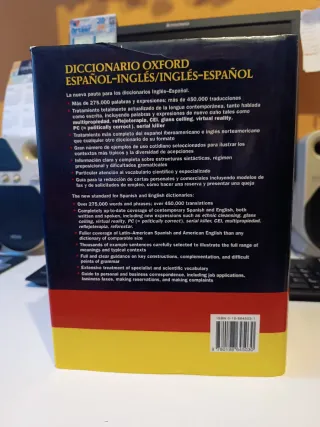 DICCIONARIO OXFORD
ESPAÑOL-INGLÉS/INGLÉS-ESPAÑOL
La nueva pauta para los diccionarios Inglés-Español.
• Más de 275.000 palabras y expresiones; más de 450.000 traducciones
• Tratamiento totalmente actualizado de la lengua contemporánea, tanto hablada
como escrita, incluyendo palabras y expresiones de nuevo cuño tales como
multipropiedad, reflejoterapia, GEI, glass ceiling, virtual reality,
PC (= politically correct), serial killer
• Tratamiento más completo del español iberoamericano e inglés norteamericano
que cualquier otro diccionario de su formato
• Gran número de ejemplos de uso cotidiano seleccionados para ilustrar los
contextos más típicos y la diversidad de acepciones
• Información clara y completa sobre estructuras sintácticas, régimen
preposicional y dificultades gramaticales
• Particular atención al vocabulario científico y especializado
• Guía para la redacción de cartas personales y comerciales incluyendo modelos de
fax y de solicitudes de empleo, cómo hacer una reserva y presentar una queja
The new standard for Spanish and English dictionaries:
• Over 275,000 words and phrases; over 450,000 translations
• Completely up-to-date coverage of contemporary Spanish and English, both
written and spoken, including new expressions such as ethnic cleansing, glass
ceiling, virtual reality, PC (= politically correct), serial killer, GEI, multipropiedad,
reflejoterapia, reforestar.
• Fuller coverage of Latin-American Spanish and American English than any
dictionary of comparable size
• Thousands of example sentences carefully selected to illustrate the full range of
meanings and typical contexts
• Full and clear guidance on key constructions, complementation, and difficult
points of grammar
• Extensive treatment of specialist and scientific vocabulary
• Guide to personal and business correspondence, including job applications,
business faxes, making reservations, and making complaints